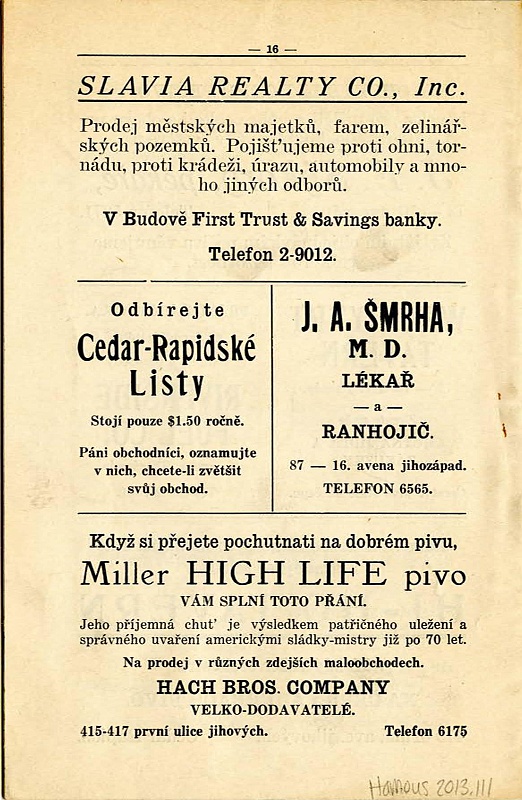 — 16 —
SLAVIA REALTY CO., Inc.
Prodej městských majetků, farem, zelinář-
ských pozemků. Pojišťujeme proti ohni, tor-
nádu, proti krádeži, úrazu, automobily a mno-
ho jiných odborů.
V Budově First Trust & Savings banky.
Telefon 2-9012.
Odbírejte
Cedar-Rapidské
Listy
Stojí pouze $1.50 ročně.
Páni obchodníci, oznamujte
v nich, chcete-li zvětšit
svůj obchod.
J. A. ŠMRHA,
M. D.
LÉKAŘ
— a —
RANHOJIČ.
87 — 16. avena jihozápad.
TELEFON 6565.
Když si přejete pochutnati na dobrém pivu,
Miller HIGH LIFE pivo
VÁM SPLNÍ TOTO PŘÁNÍ.
Jeho příjemná chuť je výsledkem patřičného uležení a
správného uvaření americkými sládky-mistry již po 70 let.
Na prodej v různých zdejších maloobchodech.
HACH BROS. COMPANY
VELKO-DODAVATELÉ.
415-417 první ulice jihových. Telefon 6175
Hamous 2013.111